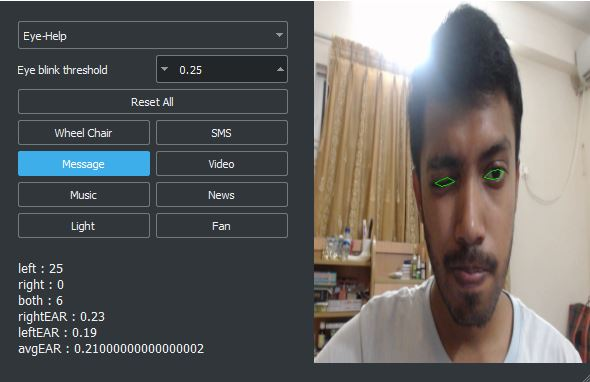 Eye-Help
Eye blink threshold 0.25
Reset All
Wheel Chair SMS
Message Video
Music News
Light Fan
left : 25
right : 0
both : 6
rightEAR : 0.23
leftEAR : 0.19
avgEAR : 0.21000000000000002